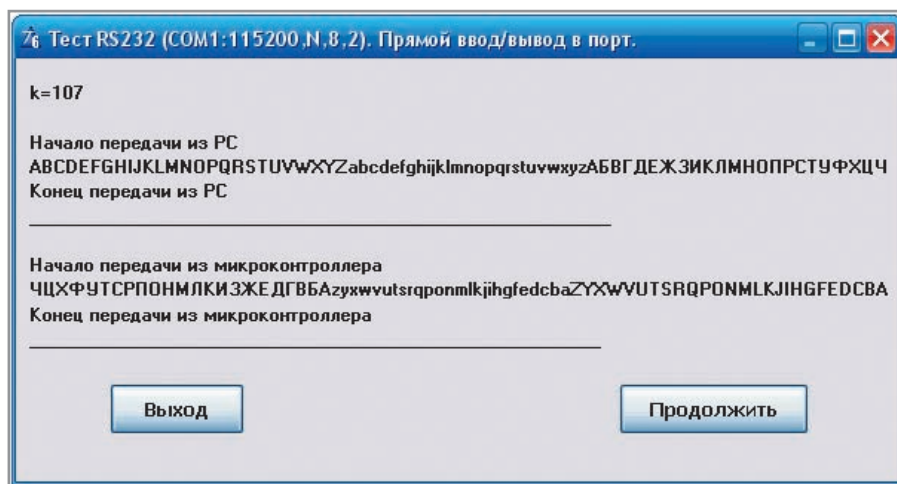 Тест RS232 (COM1:115200,N,8,2). Прямой ввод/вывод в порт.
k=107
Начало передачи из PC
ABCDEFGHIJKLMNOPQRSTUVWXYZabcdefghijklmnopqrstuvwxyzАБВГДЕЖЗИКЛМНОПРСТУФХЦЧ
Конец передачи из PC
Начало передачи из микроконтроллера
ЧЦХФУТСРПОНМЛКИЗЖЕДГВБАzyxwvutsrqponmlkjihgfedcbaZYXWVUTSRQPONMLKJIHGFEDCBA
Конец передачи из микроконтроллера
Выход
Продолжить